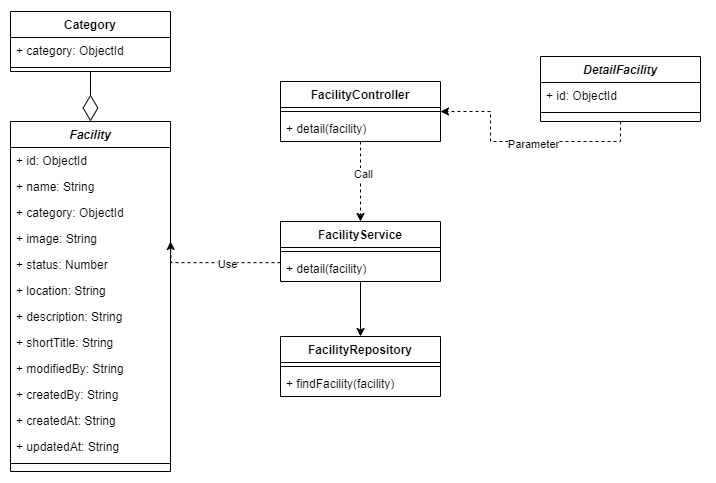 Category
+ category: ObjectId
Facility
+ id: ObjectId
+ name: String
+ category: ObjectId
+ image: String
+ status: Number
+ location: String
+ description: String
+ shortTitle: String
+ modifiedBy: String
+ createdBy: String
+ createdAt: String
+ updatedAt: String
FacilityController
+ detail(facility)
Call
FacilityService
+ detail(facility)
Use
FacilityRepository
+ findFacility(facility)
DetailFacility
+ id: ObjectId
Parameter